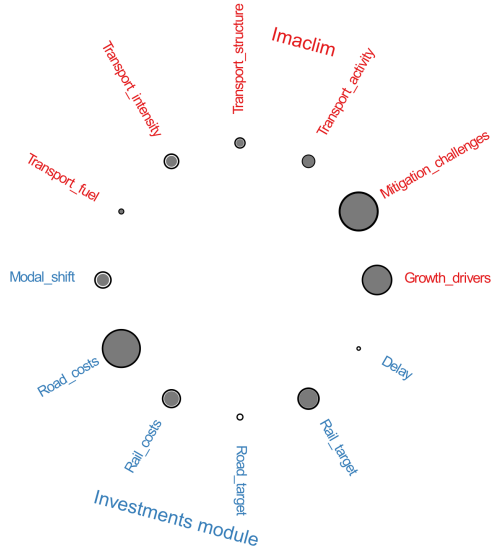 Transport_structure
Imaclim
Transport_intensity
Transport_activity
Transport_fuel
Mitigation_challenges
Modal_shift
Growth_drivers
Road_costs
Delay
Rail_costs
Road_target
Rail_target
Investments module